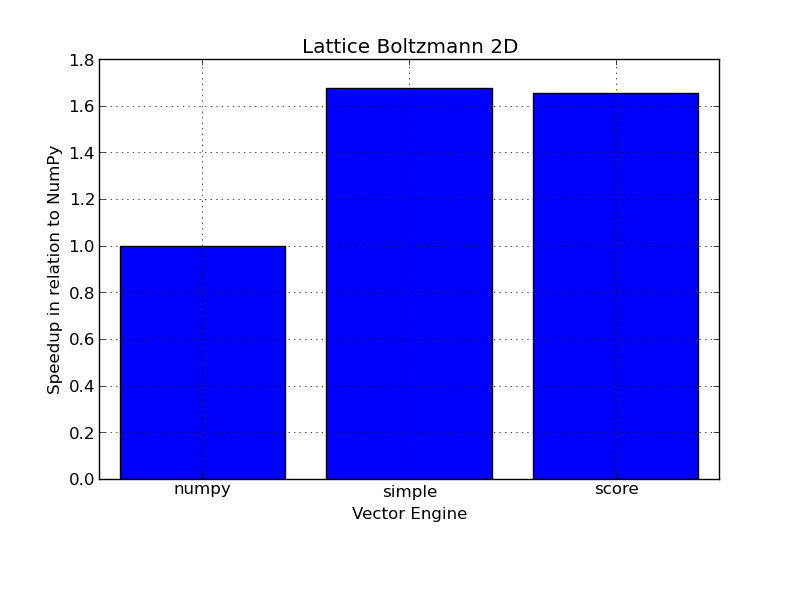 Lattice Boltzmann 2D
1.8
1.6
1.4
1.2
1.0
0.8
0.6
0.4
0.2
0.0
Speedup in relation to NumPy
numpy
simple
score
Vector Engine